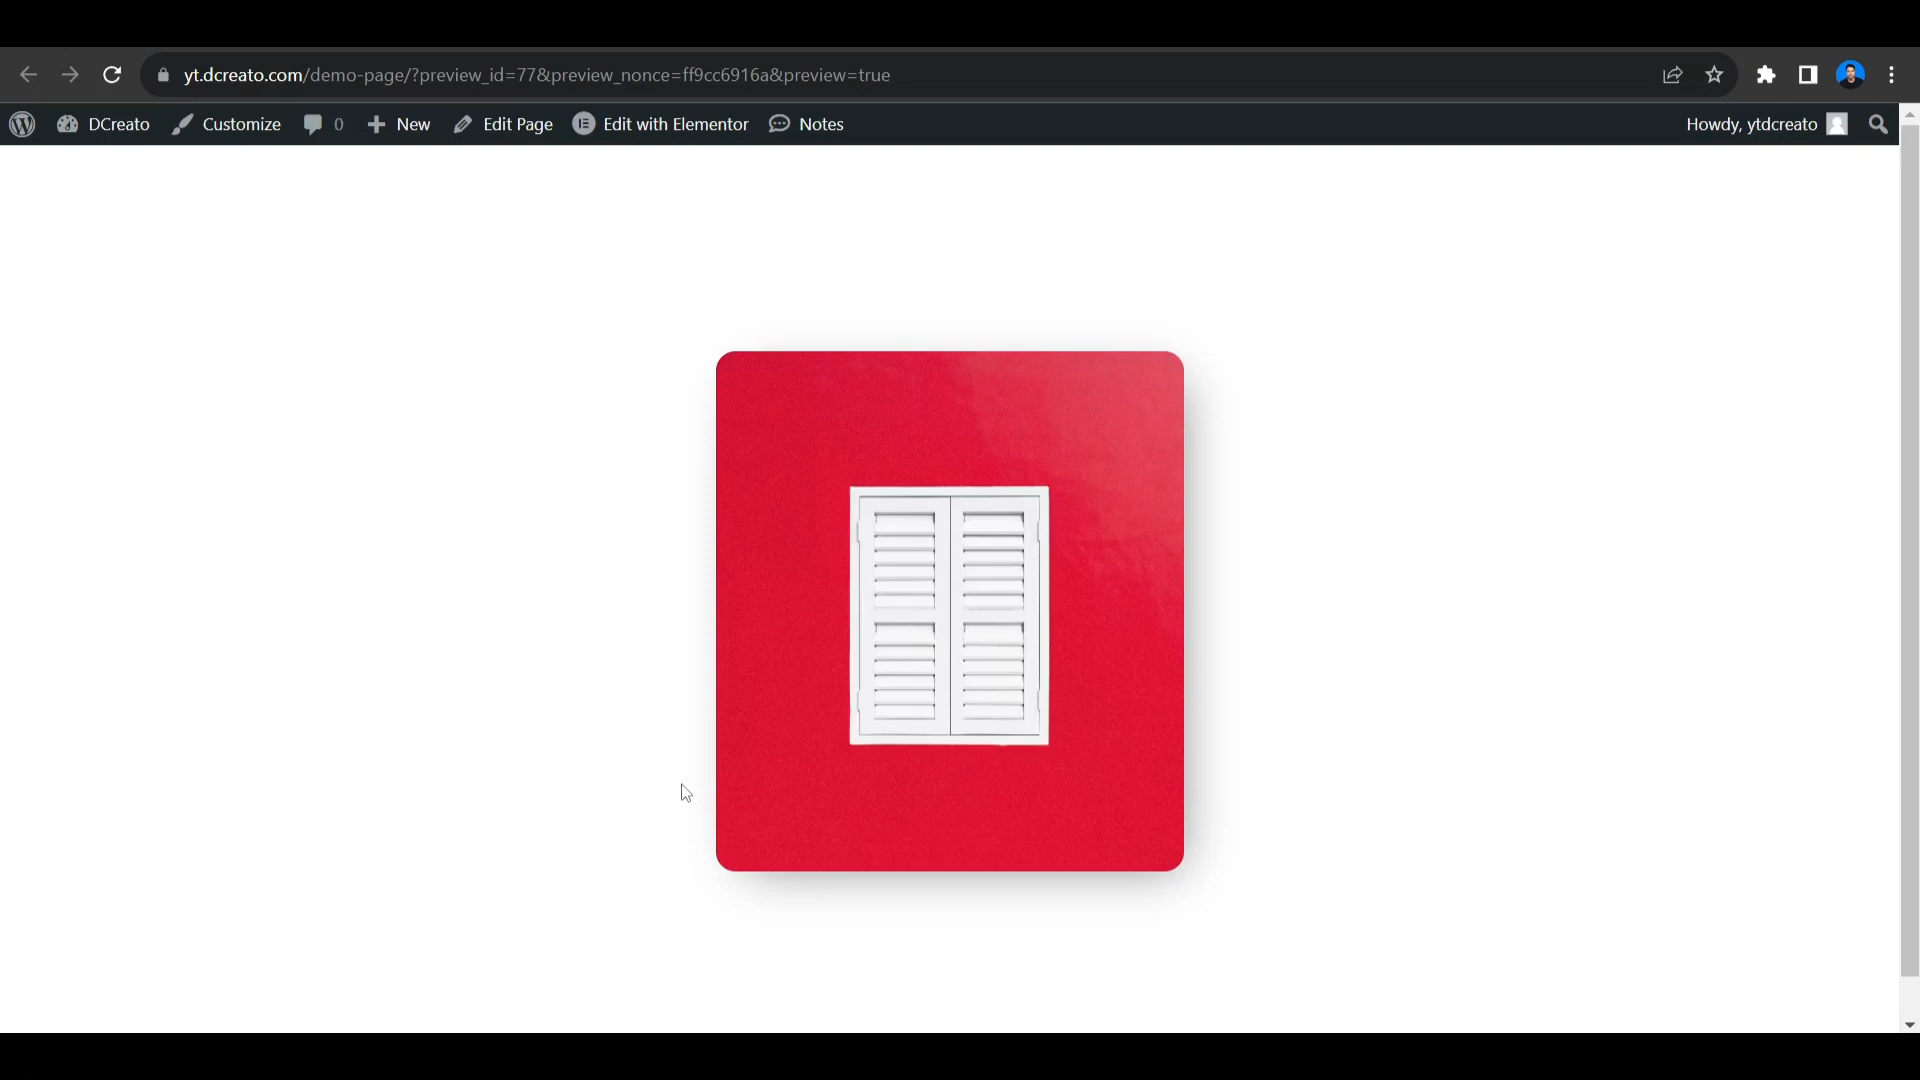 yt.dcreato.com/demo-page/?preview_id=77&preview_nonce=ff9cc6916a&preview=true
DCreato Customize 0 New Edit Page Edit with Elementor Notes Howdy, ytdcreato